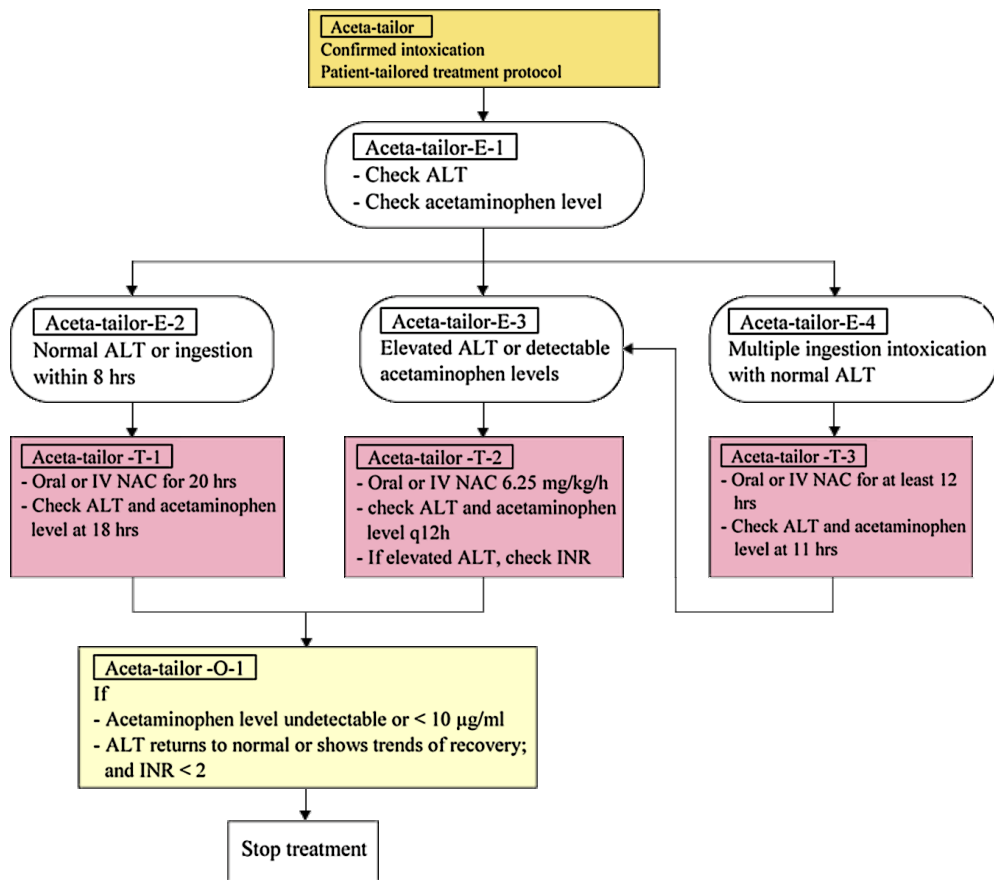 Aceta-tailor
Confirmed intoxication
Patient-tailored treatment protocol
Aceta-tailor-E-1
- Check ALT
- Check acetaminophen level
Aceta-tailor-E-2
Normal ALT or ingestion
within 8 hrs
Aceta-tailor-E-3
Elevated ALT or detectable
acetaminophen levels
Aceta-tailor-E-4
Multiple ingestion intoxication
with normal ALT
Aceta-tailor -T-1
- Oral or IV NAC for 20 hrs
- Check ALT and acetaminophen
level at 18 hrs
Aceta-tailor -T-2
- Oral or IV NAC 6.25 mg/kg/h
- check ALT and acetaminophen
level q12h
- If elevated ALT, check INR
Aceta-tailor -T-3
- Oral or IV NAC for at least 12
hrs
- Check ALT and acetaminophen
level at 11 hrs
Aceta-tailor -O-1
If
- Acetaminophen level undetectable or < 10 µg/ml
- ALT returns to normal or shows trends of recovery;
and INR < 2
Stop treatment